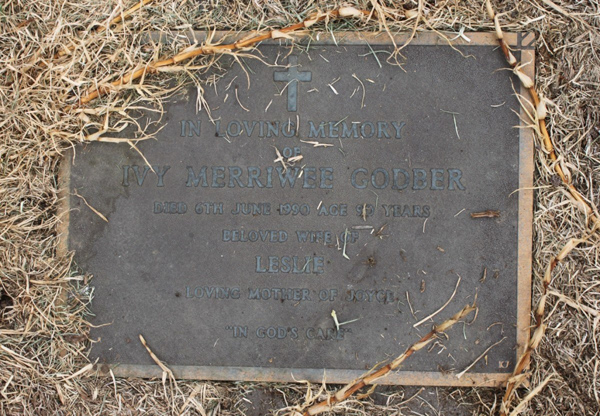 IN LOVING MEMORY
OF
IVY MERRIWEE GODBER
DIED 6TH JUNE 1990 AGE YEARS
BELOVED WIFE OF
LESLIE
LOVING MOTHER OF JOYCE
"IN GOD'S CARE"